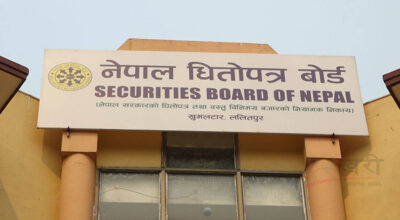 नेपाल धितोपत्र बोर्ड
SECURITIES BOARD OF NEPAL
(नेपाल सरकारको धितोपत्र तथा वस्तु विनिमय बजारको नियामक निकाय)
खुमलटार, ललितपुर